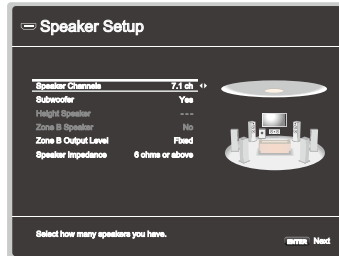 Speaker Setup
Speaker Channels 7.1 ch
Subwoofer Yes
Height Speaker ---
Zone B Speaker No
Zone B Output Level Fixed
Speaker Impedance 6 ohms or above
Select how many speakers you have.
ENTER Next